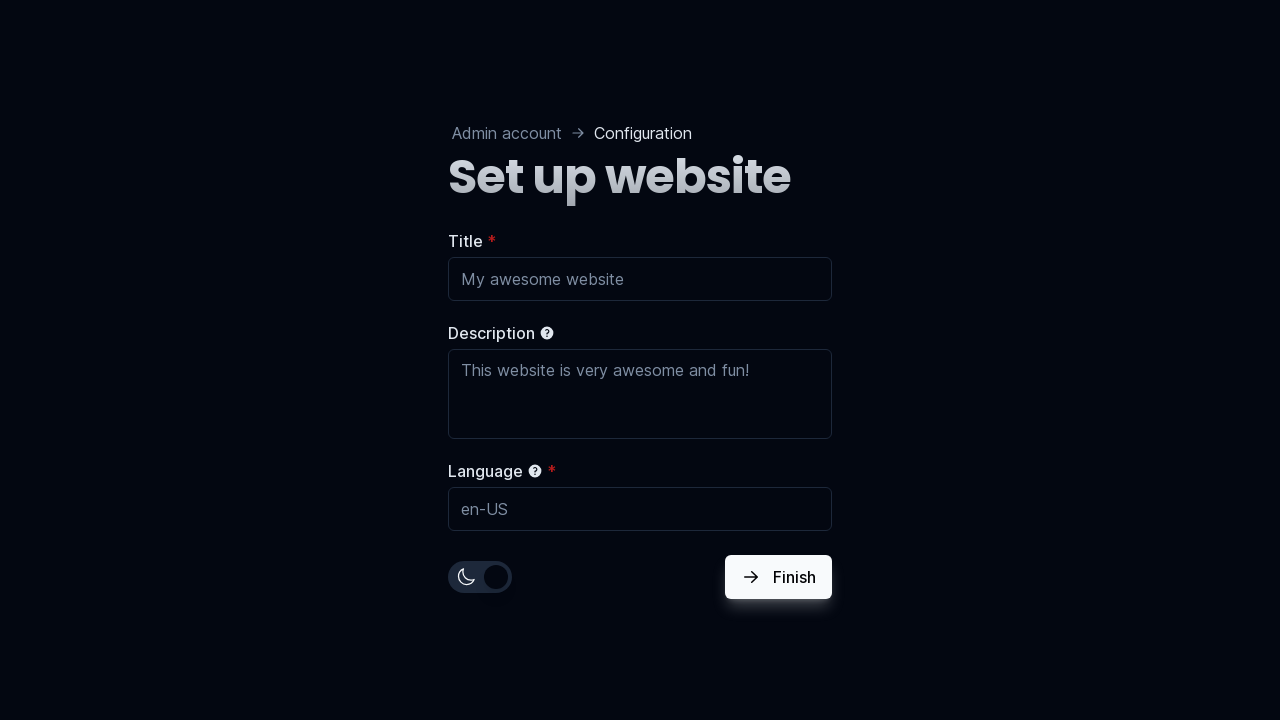 Admin account → Configuration
Set up website
Title *
My awesome website
Description
This website is very awesome and fun!
Language *
en-US
Finish